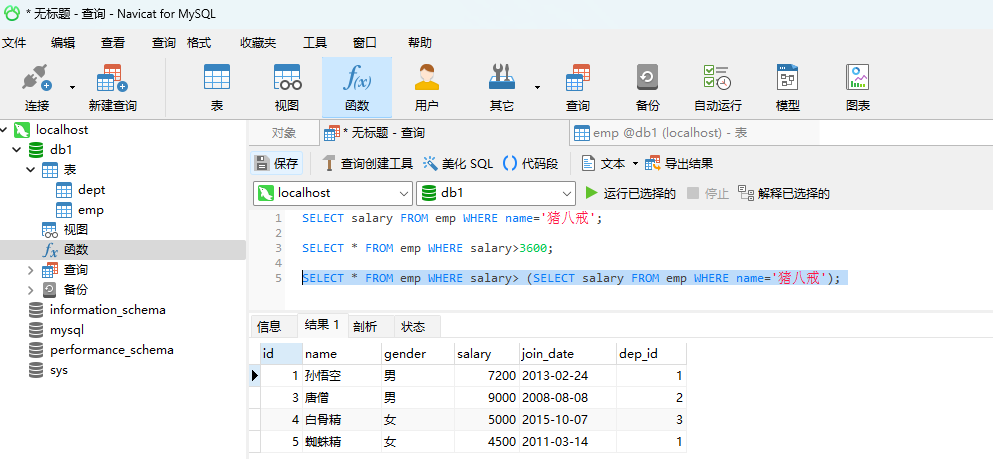 * 无标题 - 查询 - Navicat for MySQL
文件 编辑 查看 查询 格式 收藏夹 工具 窗口 帮助
连接 新建查询 表 视图 函数 用户 其它 查询 备份 自动运行 模型 图表
localhost
db1
表
dept
emp
视图
函数
查询
备份
information_schema
mysql
performance_schema
sys
对象 * 无标题 - 查询 emp @db1 (localhost) - 表
保存 查询创建工具 美化 SQL 代码段 文本 导出结果
localhost db1 运行已选择的 停止 解释已选择的
1 SELECT salary FROM emp WHERE name='猪八戒';
2
3 SELECT * FROM emp WHERE salary>3600;
4
5 SELECT * FROM emp WHERE salary> (SELECT salary FROM emp WHERE name='猪八戒');
信息 结果 1 剖析 状态
id name gender salary join_date dep_id
1 孙悟空 男 7200 2013-02-24 1
3 唐僧 男 9000 2008-08-08 2
4 白骨精 女 5000 2015-10-07 3
5 蜘蛛精 女 4500 2011-03-14 1